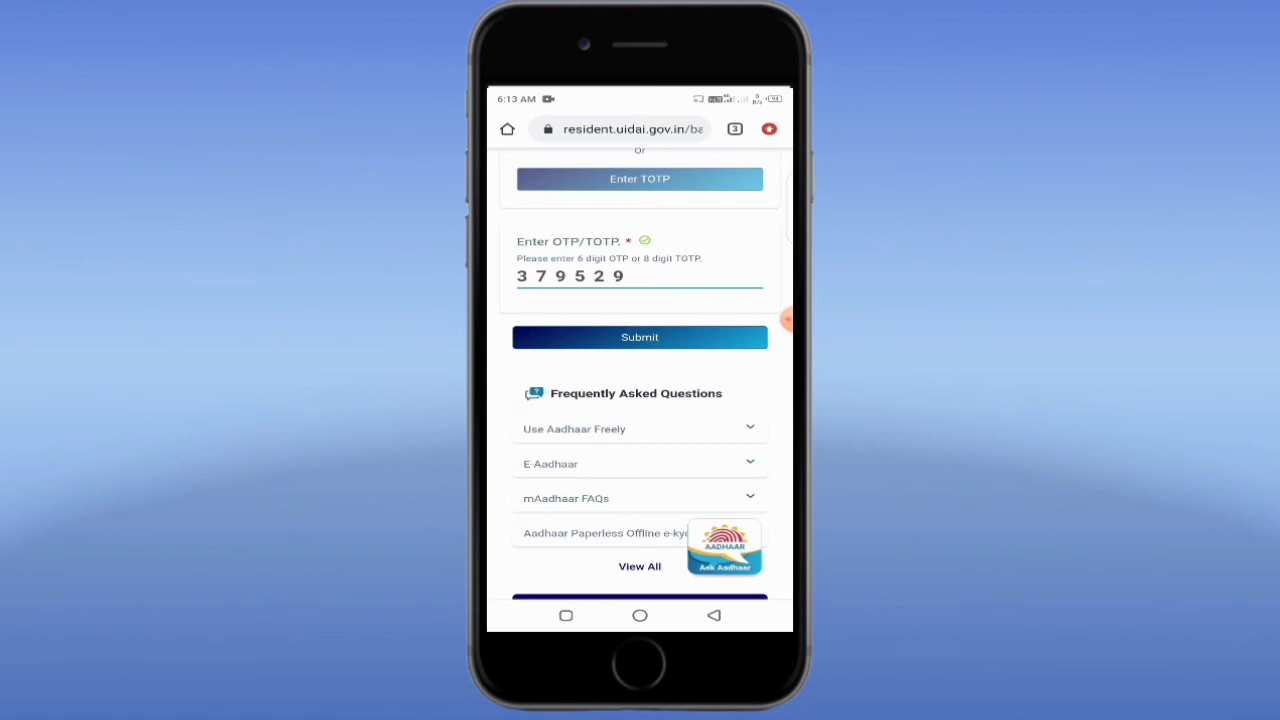 6:13 AM
resident.uidai.gov.in/ba
3
Or
Enter TOTP
Enter OTP/TOTP. *
Please enter 6 digit OTP or 8 digit TOTP.
3 7 9 5 2 9
Submit
Frequently Asked Questions
Use Aadhaar Freely
E-Aadhaar
mAadhaar FAQs
Aadhaar Paperless Offline e-kyc
AADHAAR
Ask Aadhaar
View All